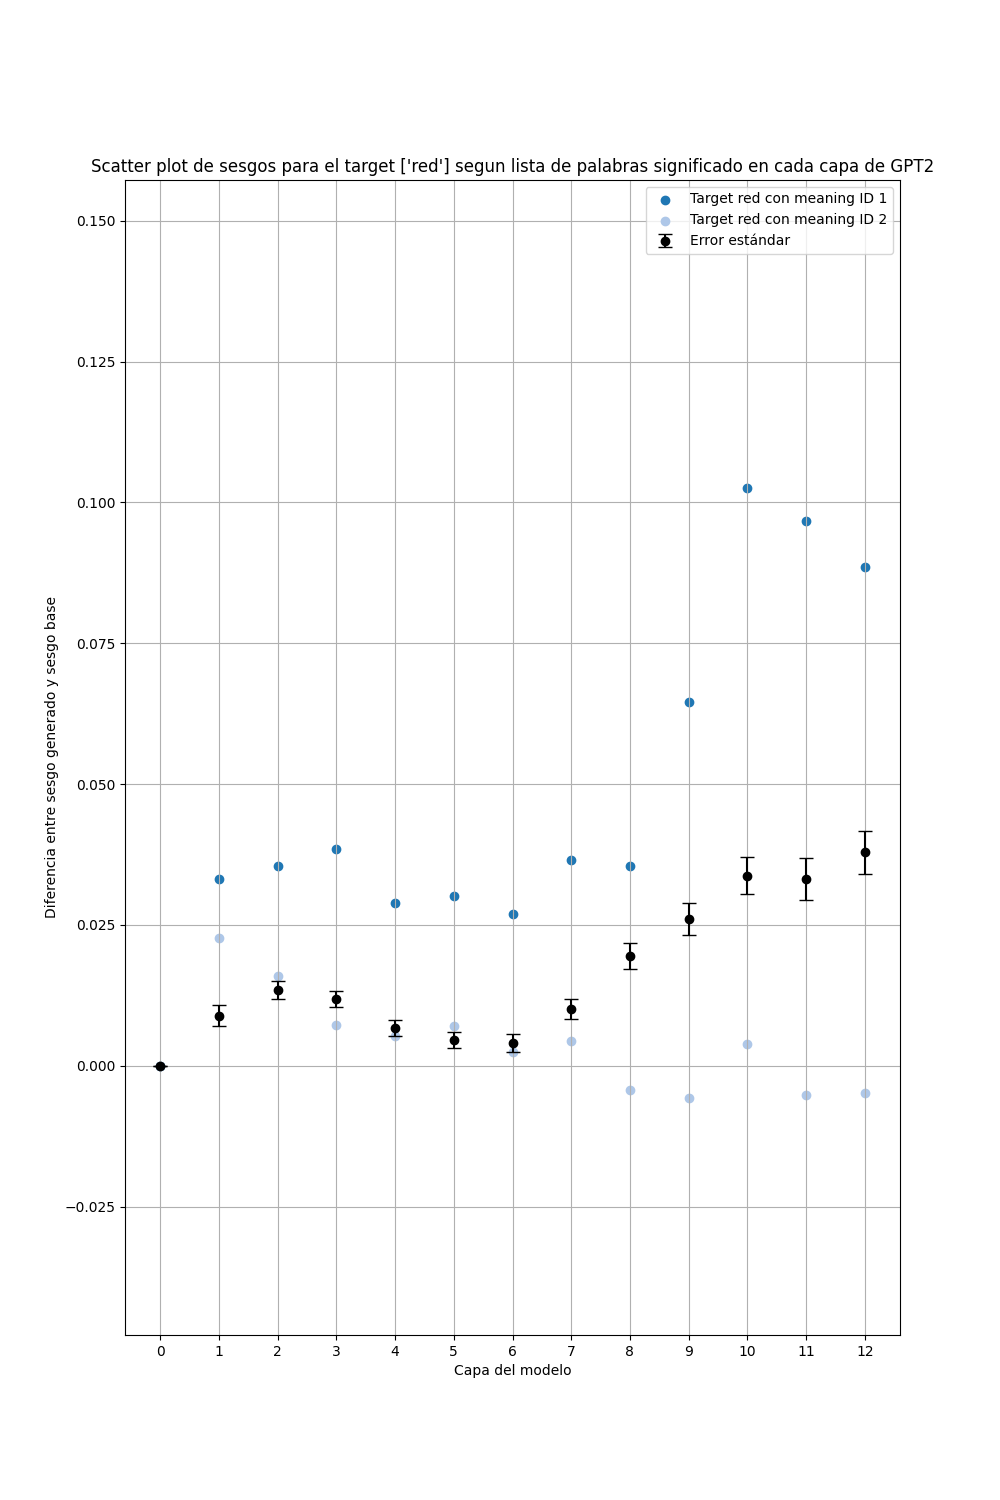 Scatter plot de sesgos para el target ['red'] segun lista de palabras significado en cada capa de GPT2
Target red con meaning ID 1
Target red con meaning ID 2
Error estándar
0.150
0.125
0.100
0.075
0.050
0.025
0.000
−0.025
Diferencia entre sesgo generado y sesgo base
0 1 2 3 4 5 6 7 8 9 10 11 12
Capa del modelo